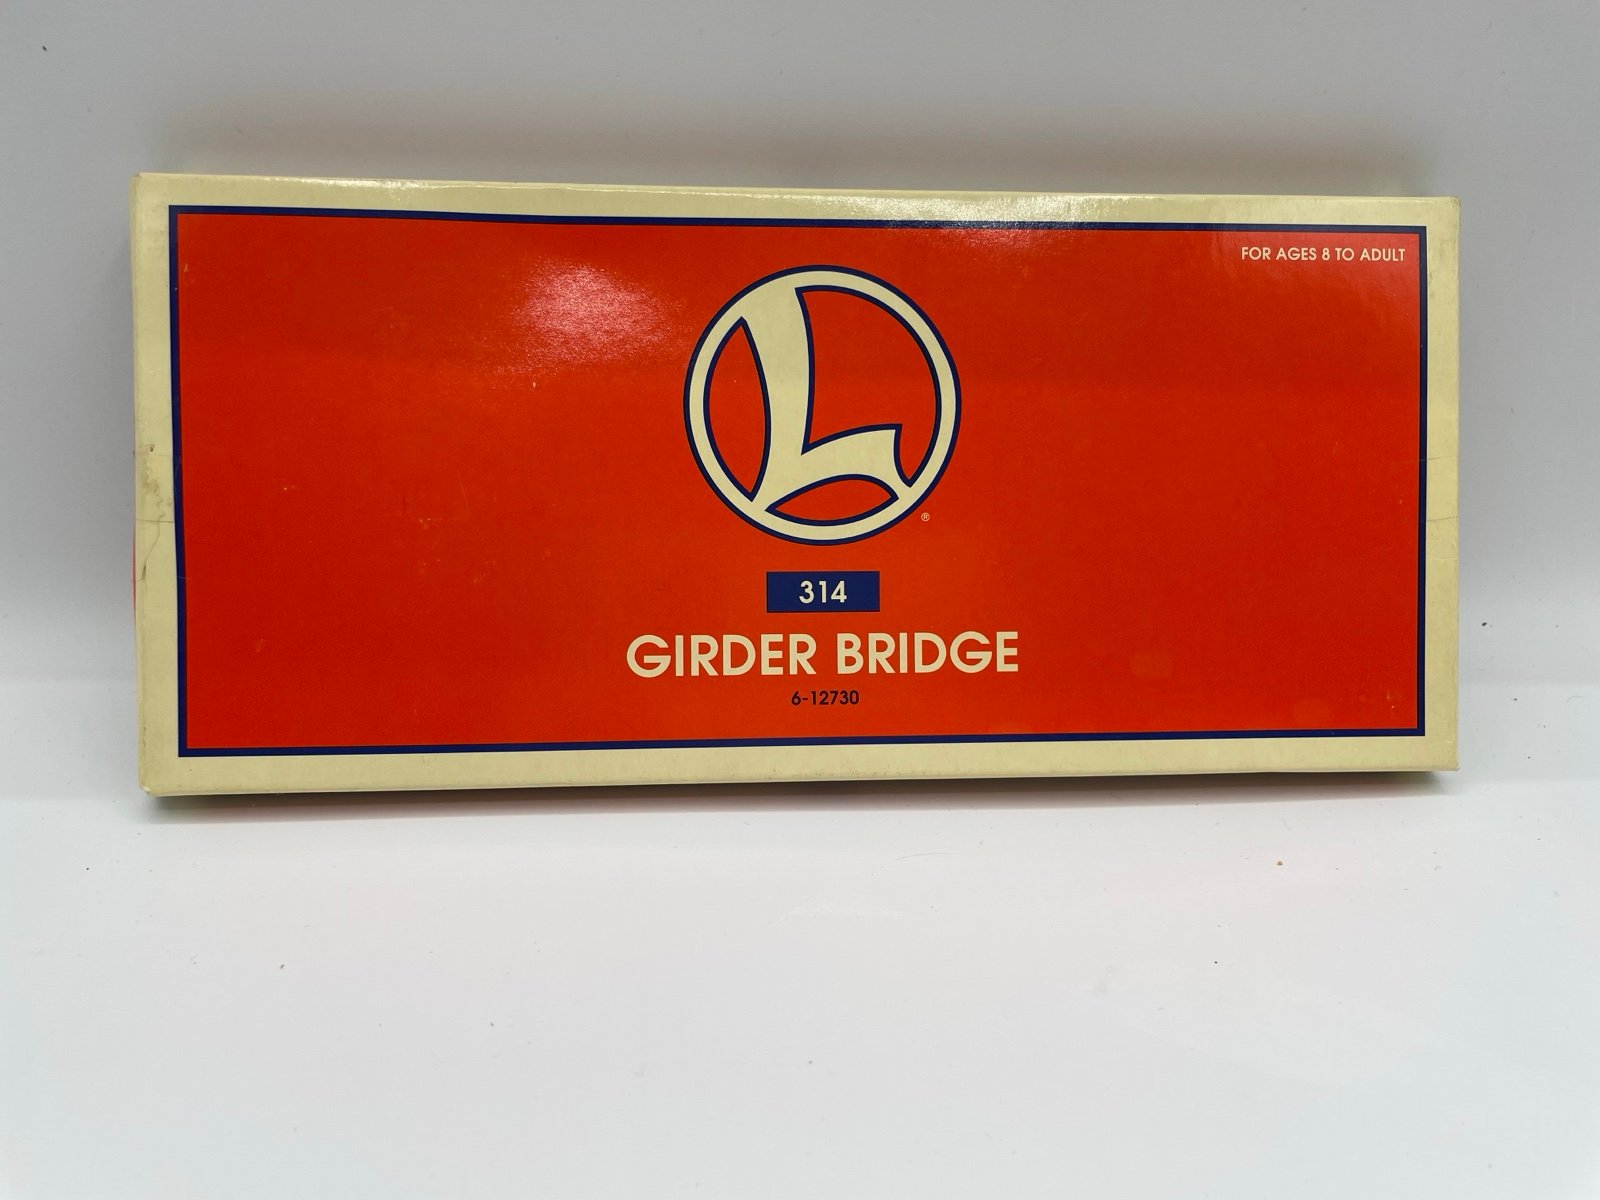 FOR AGES 8 TO ADULT
L
®
314
GIRDER BRIDGE
6-12730